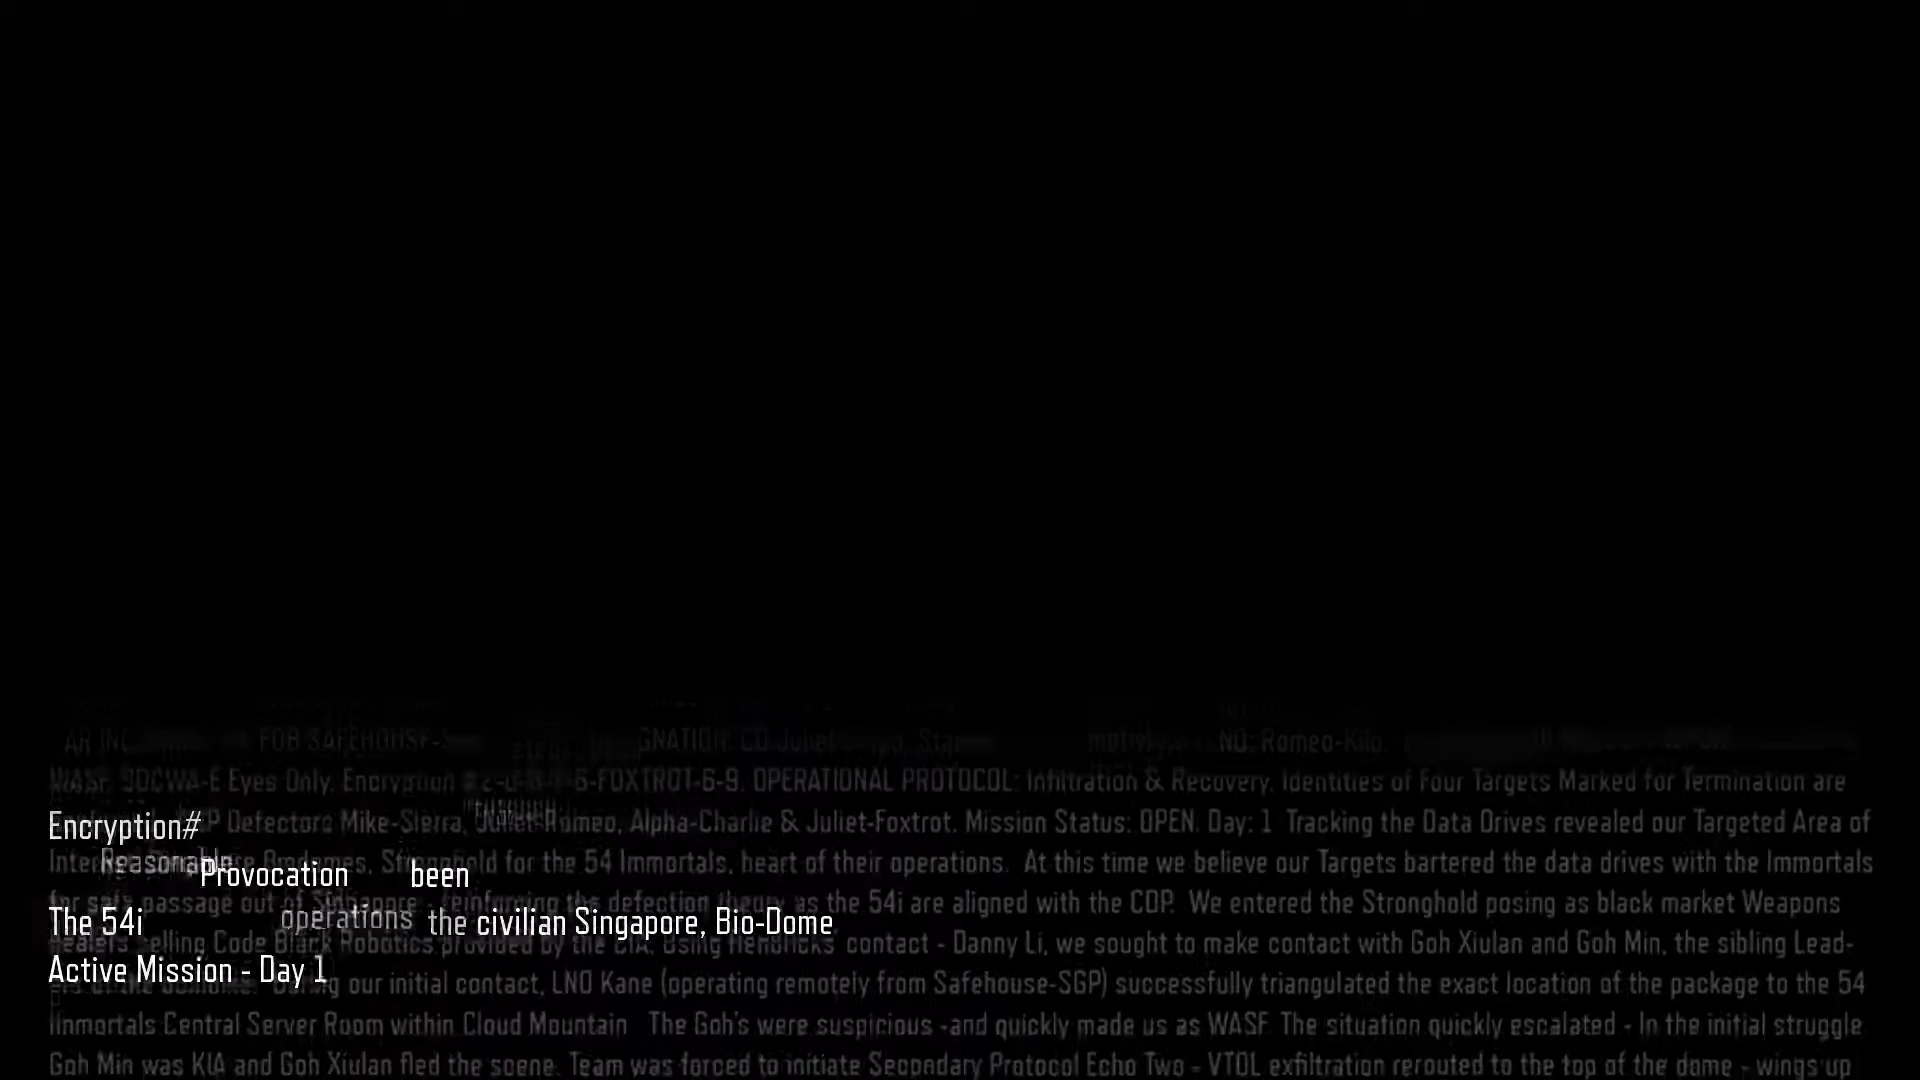 FOB SAFEHOUSE- GNATION: CO Juliet NO: Romeo-Kilo.
WASF, SOCWA-E Eyes Only. Encryption 6-FOXTROT-6-9. OPERATIONAL PROTOCOL: Infiltration & Recovery. Identities of Four Targets Marked for Termination are
Encryption#
Defectors Mike-Sierra, Juliet-Romeo, Alpha-Charlie & Juliet-Foxtrot. Mission Status: OPEN. Day: 1 Tracking the Data Drives revealed our Targeted Area of
Reasonable
for the 54 Immortals, heart of their operations. At this time we believe our Targets bartered the data drives with the Immortals
Provocation been
for safe passage out of Singapore - reinforcing the defection theory as the 54i are aligned with the CDP. We entered the Stronghold posing as black market Weapons
The 54i operations the civilian Singapore, Bio-Dome
selling Code Black Robotics provided by the CIA. Using Hendricks contact - Danny Li, we sought to make contact with Goh Xiulan and Goh Min, the sibling Lead-
Active Mission - Day 1
our initial contact, LNO Kane (operating remotely from Safehouse-SGP) successfully triangulated the exact location of the package to the 54
Immortals Central Server Room within Cloud Mountain The Goh's were suspicious -and quickly made us as WASF. The situation quickly escalated - In the initial struggle
Goh Min was KIA and Goh Xiulan fled the scene. Team was forced to initiate Secondary Protocol Echo Two - VTOL exfiltration rerouted to the top of the dome - wings up